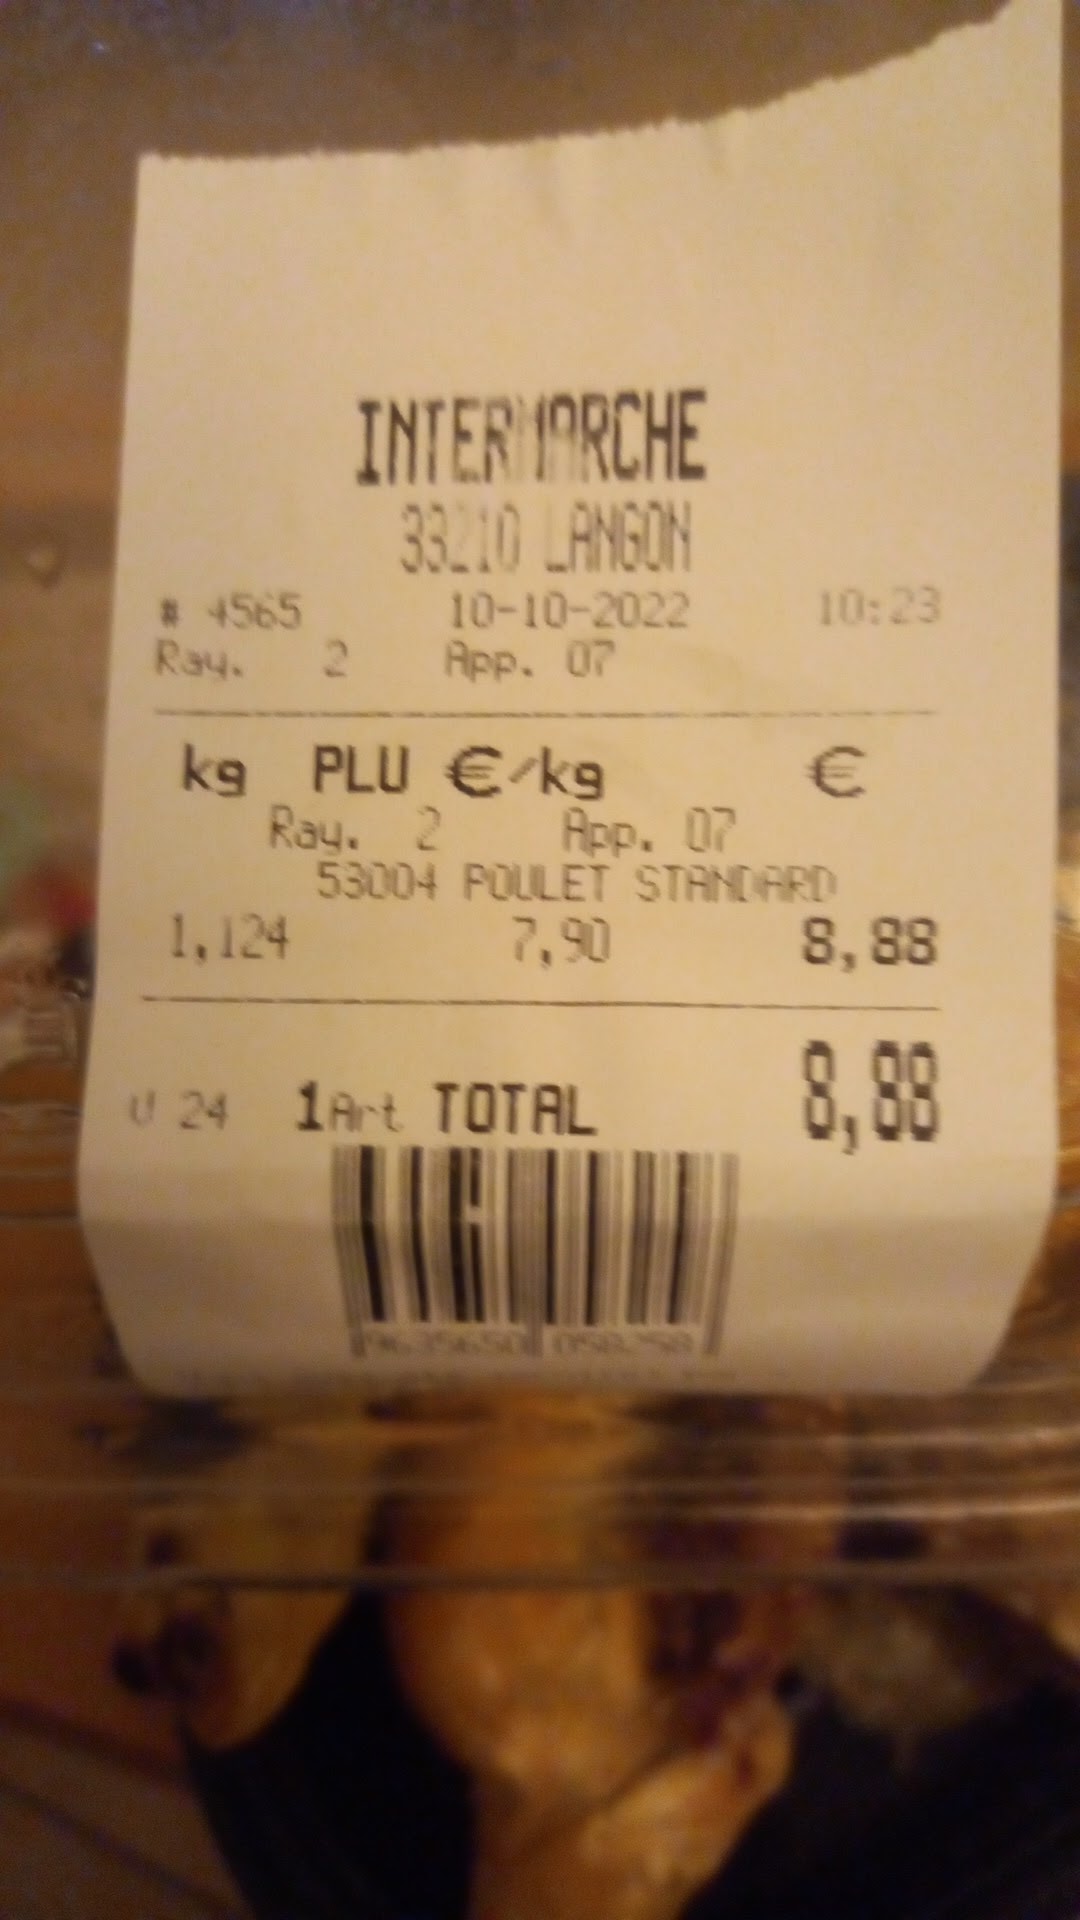 INTERMARCHE
33210 LANGON
# 4565 10-10-2022 10:23
Ray. 2 App. 07
kg PLU €/kg €
Ray. 2 App. 07
53004 POULET STANDARD
1,124 7,90 8,88
U 24 1Art TOTAL 8,88